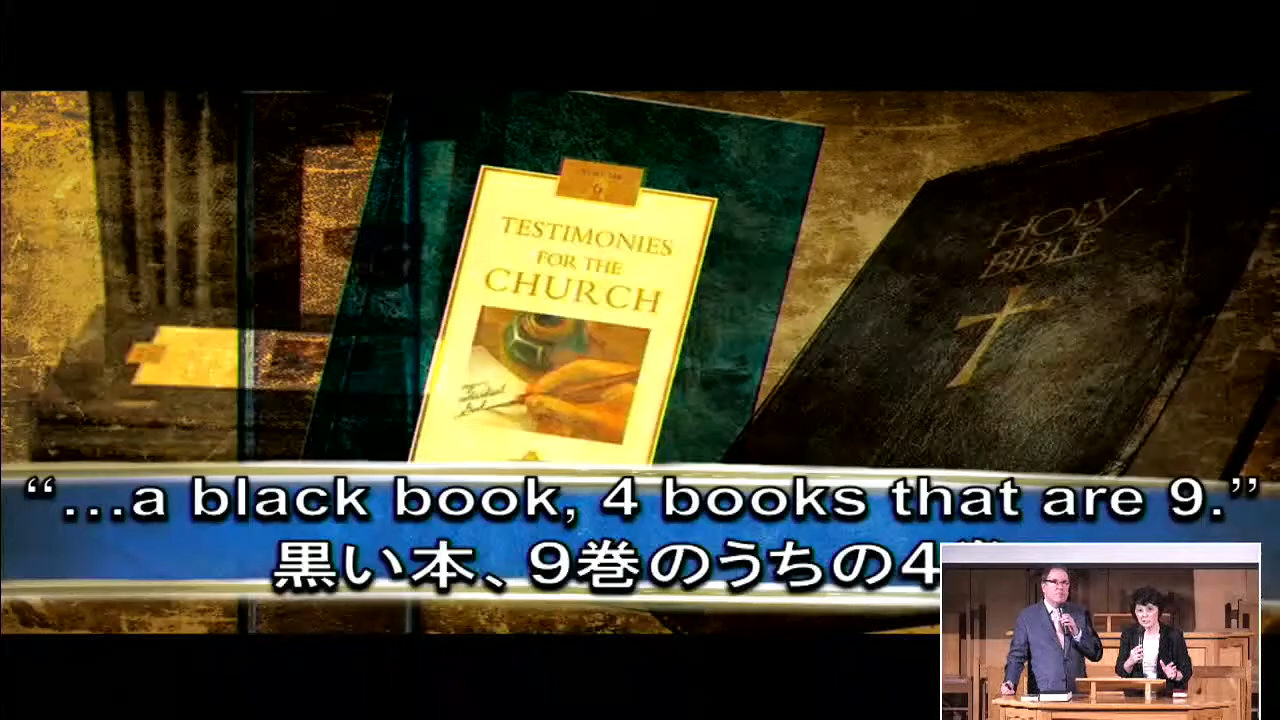 6
TESTIMONIES
FOR THE
CHURCH
HOLY
BIBLE
“...a black book, 4 books that are 9.”
黒い本、9巻のうちの4